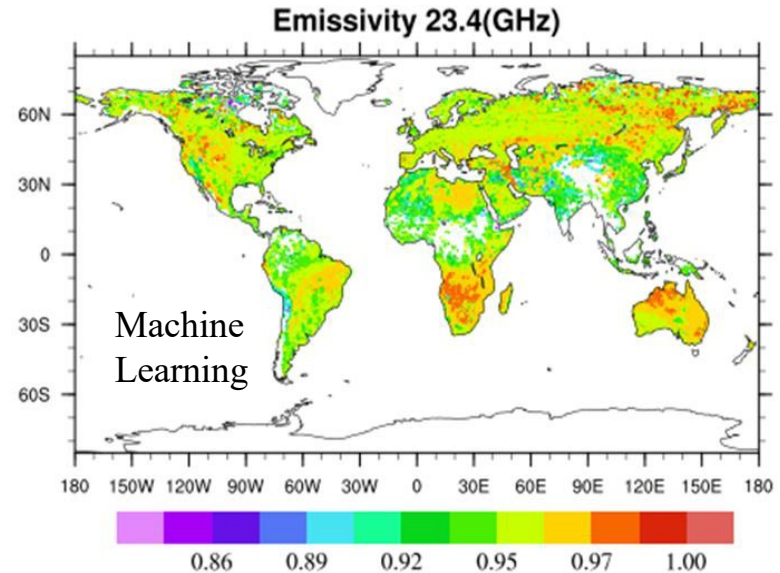 Emissivity 23.4(GHz)
60N
30N
0
30S
60S
Machine
Learning
180 150W 120W 90W 60W 30W 0 30E 60E 90E 120E 150E 180
0.86 0.89 0.92 0.95 0.97 1.00